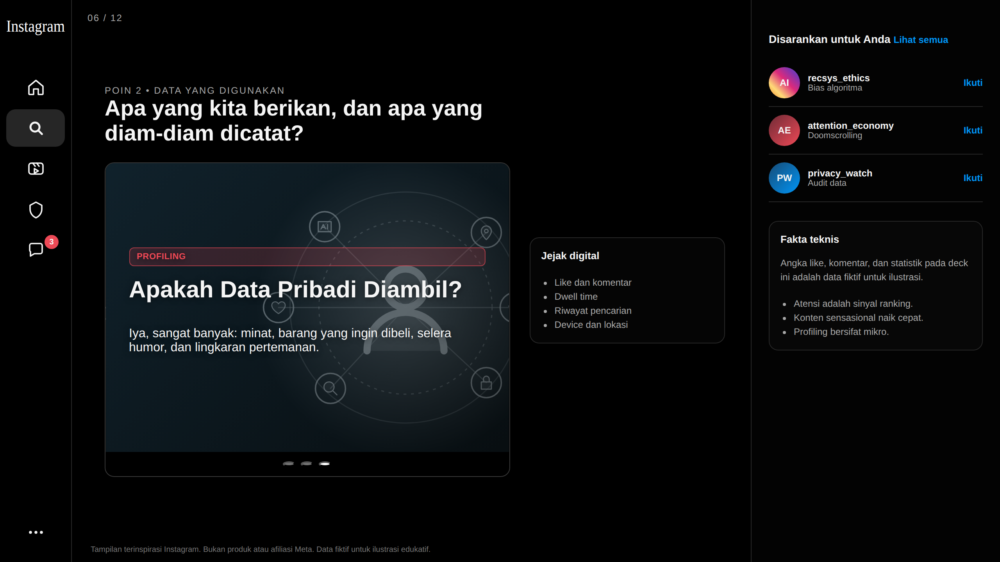 Instagram
3
06 / 12
POIN 2 • DATA YANG DIGUNAKAN
Apa yang kita berikan, dan apa yang
diam-diam dicatat?
AI
PROFILING
Apakah Data Pribadi Diambil?
Iya, sangat banyak: minat, barang yang ingin dibeli, selera
humor, dan lingkaran pertemanan.
Jejak digital
Like dan komentar
Dwell time
Riwayat pencarian
Device dan lokasi
Tampilan terinspirasi Instagram. Bukan produk atau afiliasi Meta. Data fiktif untuk ilustrasi edukatif.
Disarankan untuk Anda Lihat semua
AI
recsys_ethics
Bias algoritma
Ikuti
AE
attention_economy
Doomscrolling
Ikuti
PW
privacy_watch
Audit data
Ikuti
Fakta teknis
Angka like, komentar, dan statistik pada deck
ini adalah data fiktif untuk ilustrasi.
Atensi adalah sinyal ranking.
Konten sensasional naik cepat.
Profiling bersifat mikro.